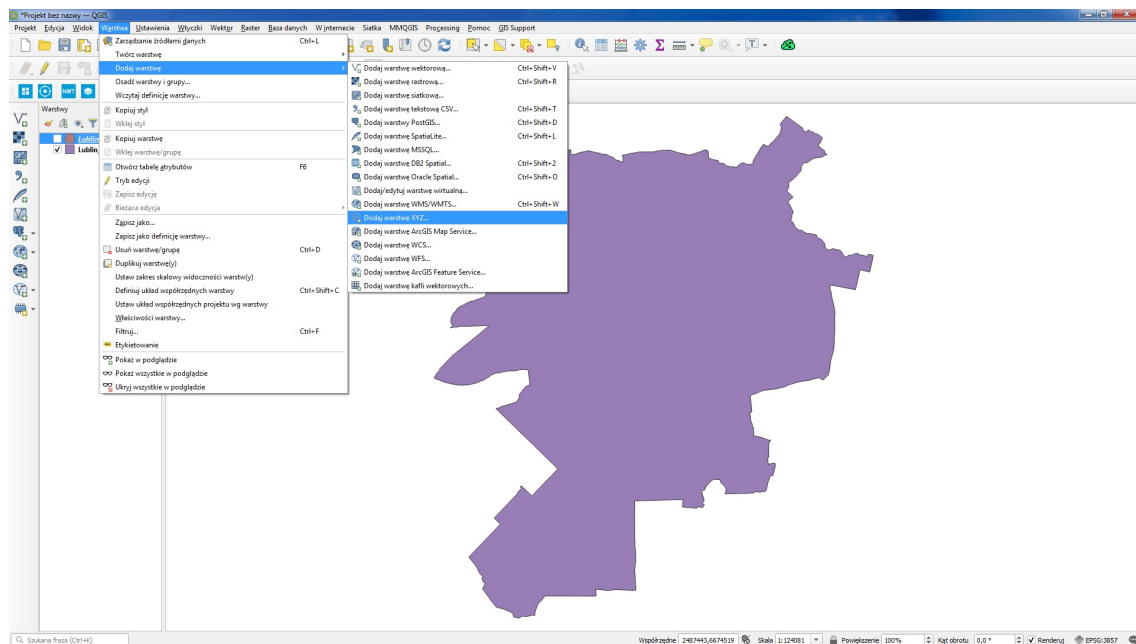 *Projekt bez nazwy — QGIS
Projekt Edycja Widok Warstwa Ustawienia Wtyczki Wektor Raster Baza danych W internecie Siatka MMQGIS Processing Pomoc GIS Support
Zarządzanie źródłami danych Ctrl+L
Twórz warstwę
Dodaj warstwę
Osadź warstwy i grupy...
Wczytaj definicję warstwy...
Kopiuj styl
Wklej styl
Kopiuj warstwę
Wklej warstwę/grupę
Otwórz tabelę atrybutów F6
Tryb edycji
Zapisz edycję
Bieżąca edycja
Zapisz jako...
Zapisz jako definicję warstwy...
Usuń warstwę/grupę Ctrl+D
Duplikuj warstwę(y)
Ustaw zakres skalowy widoczności warstw(y)
Definiuj układ współrzędnych warstwy Ctrl+Shift+C
Ustaw układ współrzędnych projektu wg warstwy
Właściwości warstwy...
Filtruj... Ctrl+F
Etykietowanie
Pokaż w podglądzie
Pokaż wszystkie w podglądzie
Ukryj wszystkie w podglądzie
Dodaj warstwę wektorową... Ctrl+Shift+V
Dodaj warstwę rastrową... Ctrl+Shift+R
Dodaj warstwę siatkową...
Dodaj warstwę tekstową CSV... Ctrl+Shift+T
Dodaj warstwy PostGIS... Ctrl+Shift+D
Dodaj warstwę SpatiaLite... Ctrl+Shift+L
Dodaj warstwę MSSQL...
Dodaj warstwę DB2 Spatial... Ctrl+Shift+2
Dodaj warstwę Oracle Spatial... Ctrl+Shift+O
Dodaj/edytuj warstwę wirtualną...
Dodaj warstwę WMS/WMTS... Ctrl+Shift+W
Dodaj warstwę XYZ...
Dodaj warstwę ArcGIS Map Service...
Dodaj warstwę WCS...
Dodaj warstwę WFS...
Dodaj warstwę ArcGIS Feature Service...
Dodaj warstwę kafli wektorowych...
NMT
Warstwy
Lublin
Lublin
Szukana fraza (Ctrl+K)
Współrzędne 2487443,6674519 Skala 1:124081 Powiększenie 100% Kąt obrotu 0,0 ° Renderuj EPSG:3857